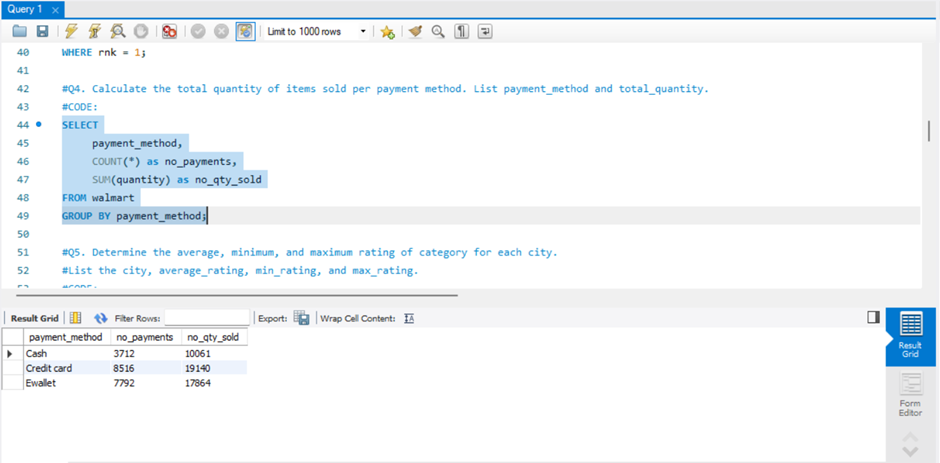 Query 1
Limit to 1000 rows
40 WHERE rnk = 1;
41
42 #Q4. Calculate the total quantity of items sold per payment method. List payment_method and total_quantity.
43 #CODE:
44 SELECT
45 payment_method,
46 COUNT(*) as no_payments,
47 SUM(quantity) as no_qty_sold
48 FROM walmart
49 GROUP BY payment_method;
50
51 #Q5. Determine the average, minimum, and maximum rating of category for each city.
52 #List the city, average_rating, min_rating, and max_rating.
53 #CODE:
Result Grid Filter Rows: Export: Wrap Cell Content:
payment_method no_payments no_qty_sold
Cash 3712 10061
Credit card 8516 19140
Ewallet 7792 17864
Result
Grid
Form
Editor